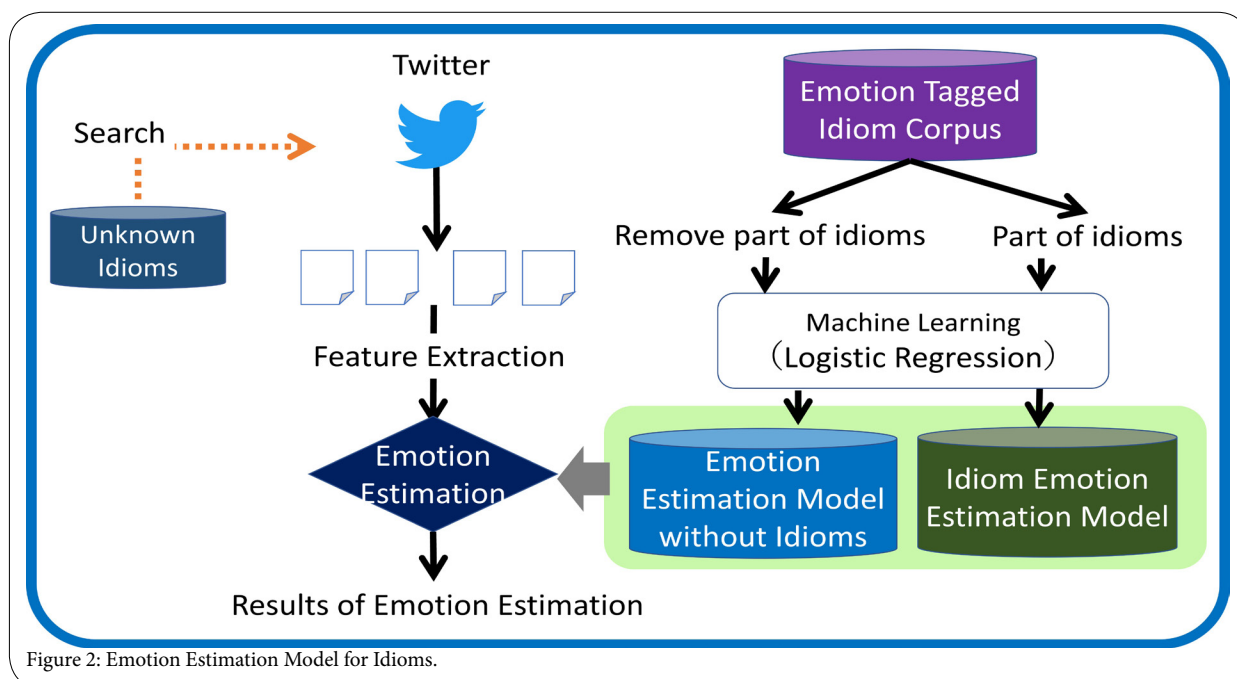 Twitter
Search
Unknown
Idioms
Feature Extraction
Emotion
Estimation
Results of Emotion Estimation
Emotion Tagged
Idiom Corpus
Remove part of idioms
Part of idioms
Machine Learning
（Logistic Regression）
Emotion
Estimation Model
without Idioms
Idiom Emotion
Estimation Model
Figure 2: Emotion Estimation Model for Idioms.